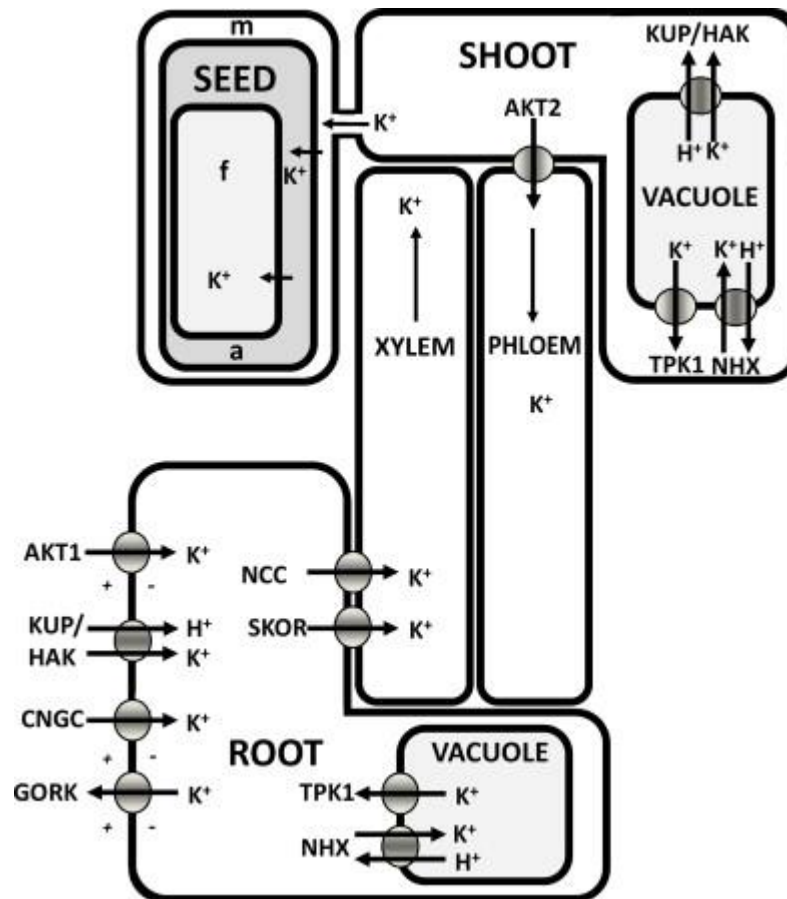 m
SEED
f
K⁺
K⁺
a
K⁺
SHOOT
AKT2
KUP/HAK
H⁺ K⁺
VACUOLE
K⁺ K⁺ H⁺
TPK1 NHX
K⁺
XYLEM
PHLOEM
K⁺
AKT1 K⁺
+ -
KUP/ H⁺
HAK K⁺
CNGC K⁺
+ -
GORK K⁺
+ -
NCC K⁺
SKOR K⁺
ROOT
VACUOLE
TPK1 K⁺
NHX K⁺
H⁺